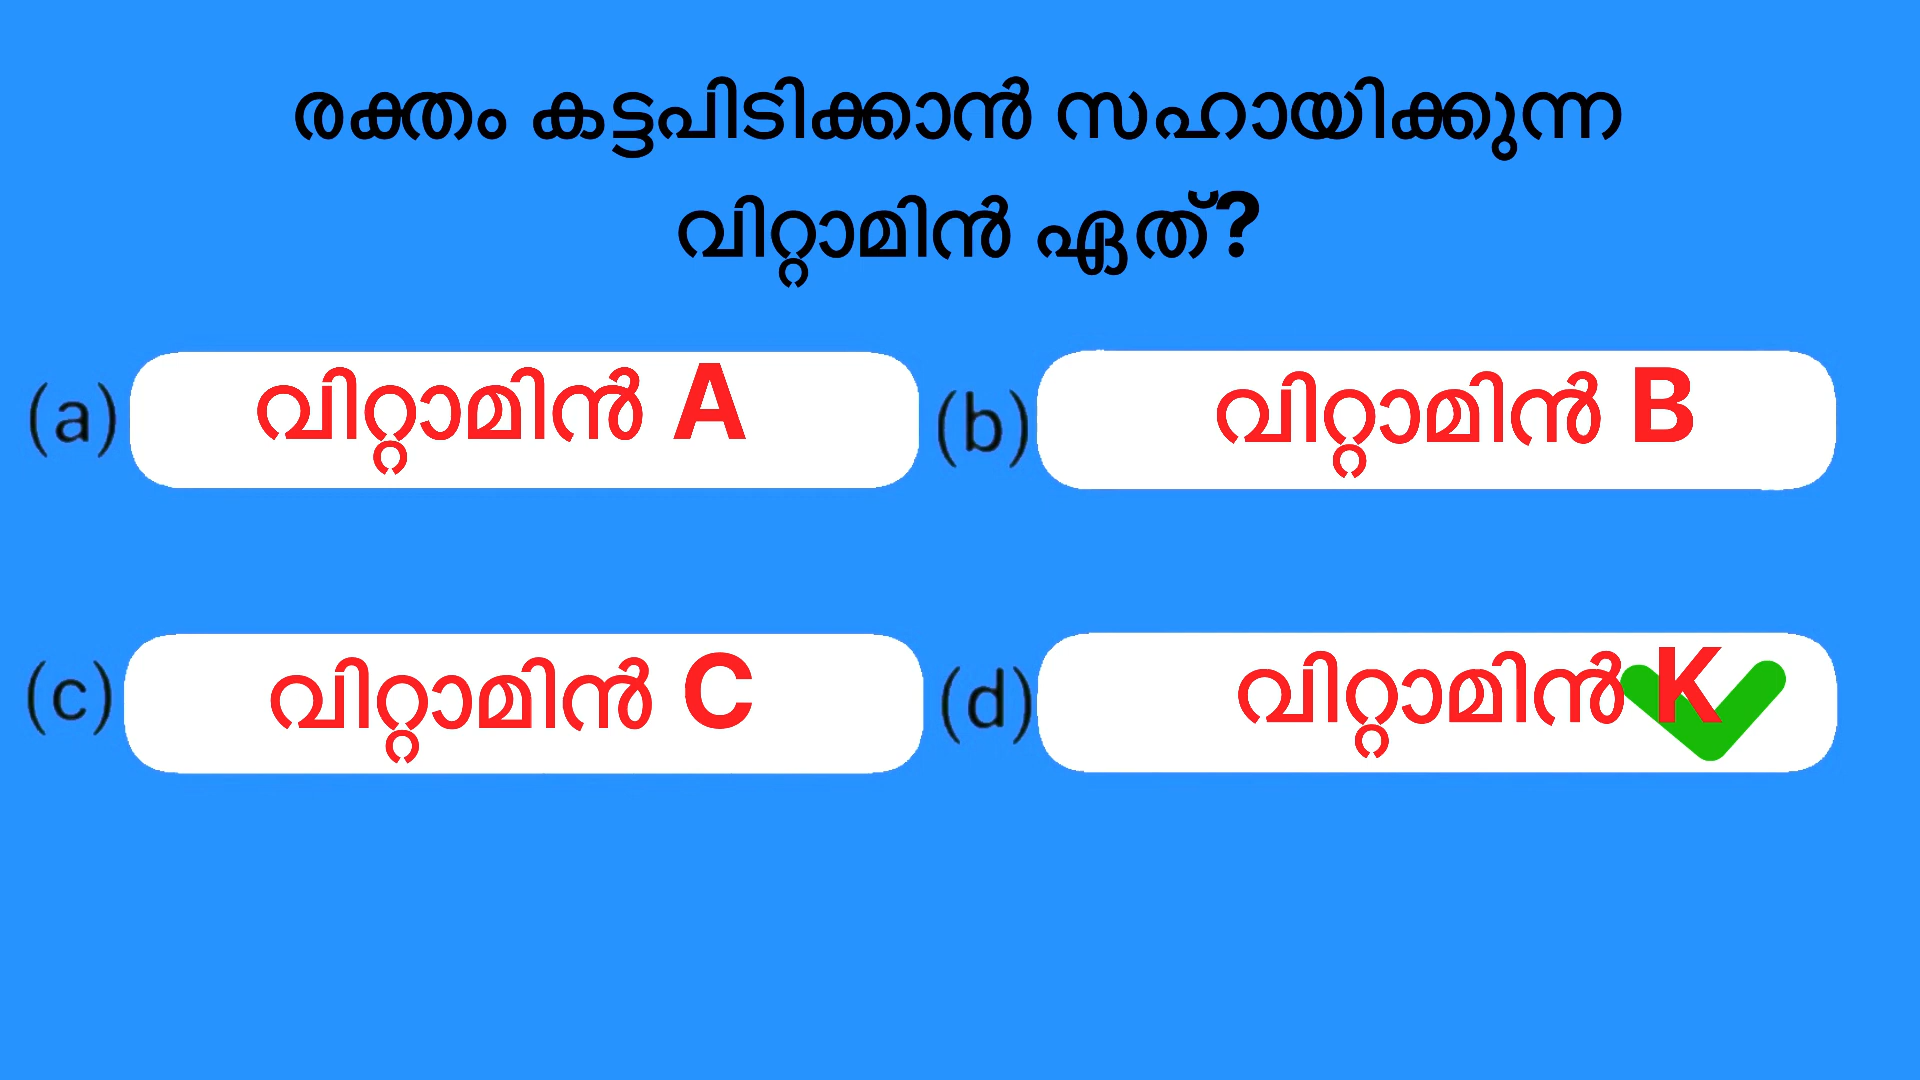 രക്തം കട്ടപിടിക്കാൻ സഹായിക്കുന്ന
വിറ്റാമിൻ ഏത്?
(a) വിറ്റാമിൻ A
(b) വിറ്റാമിൻ B
(c) വിറ്റാമിൻ C
(d) വിറ്റാമിൻ K